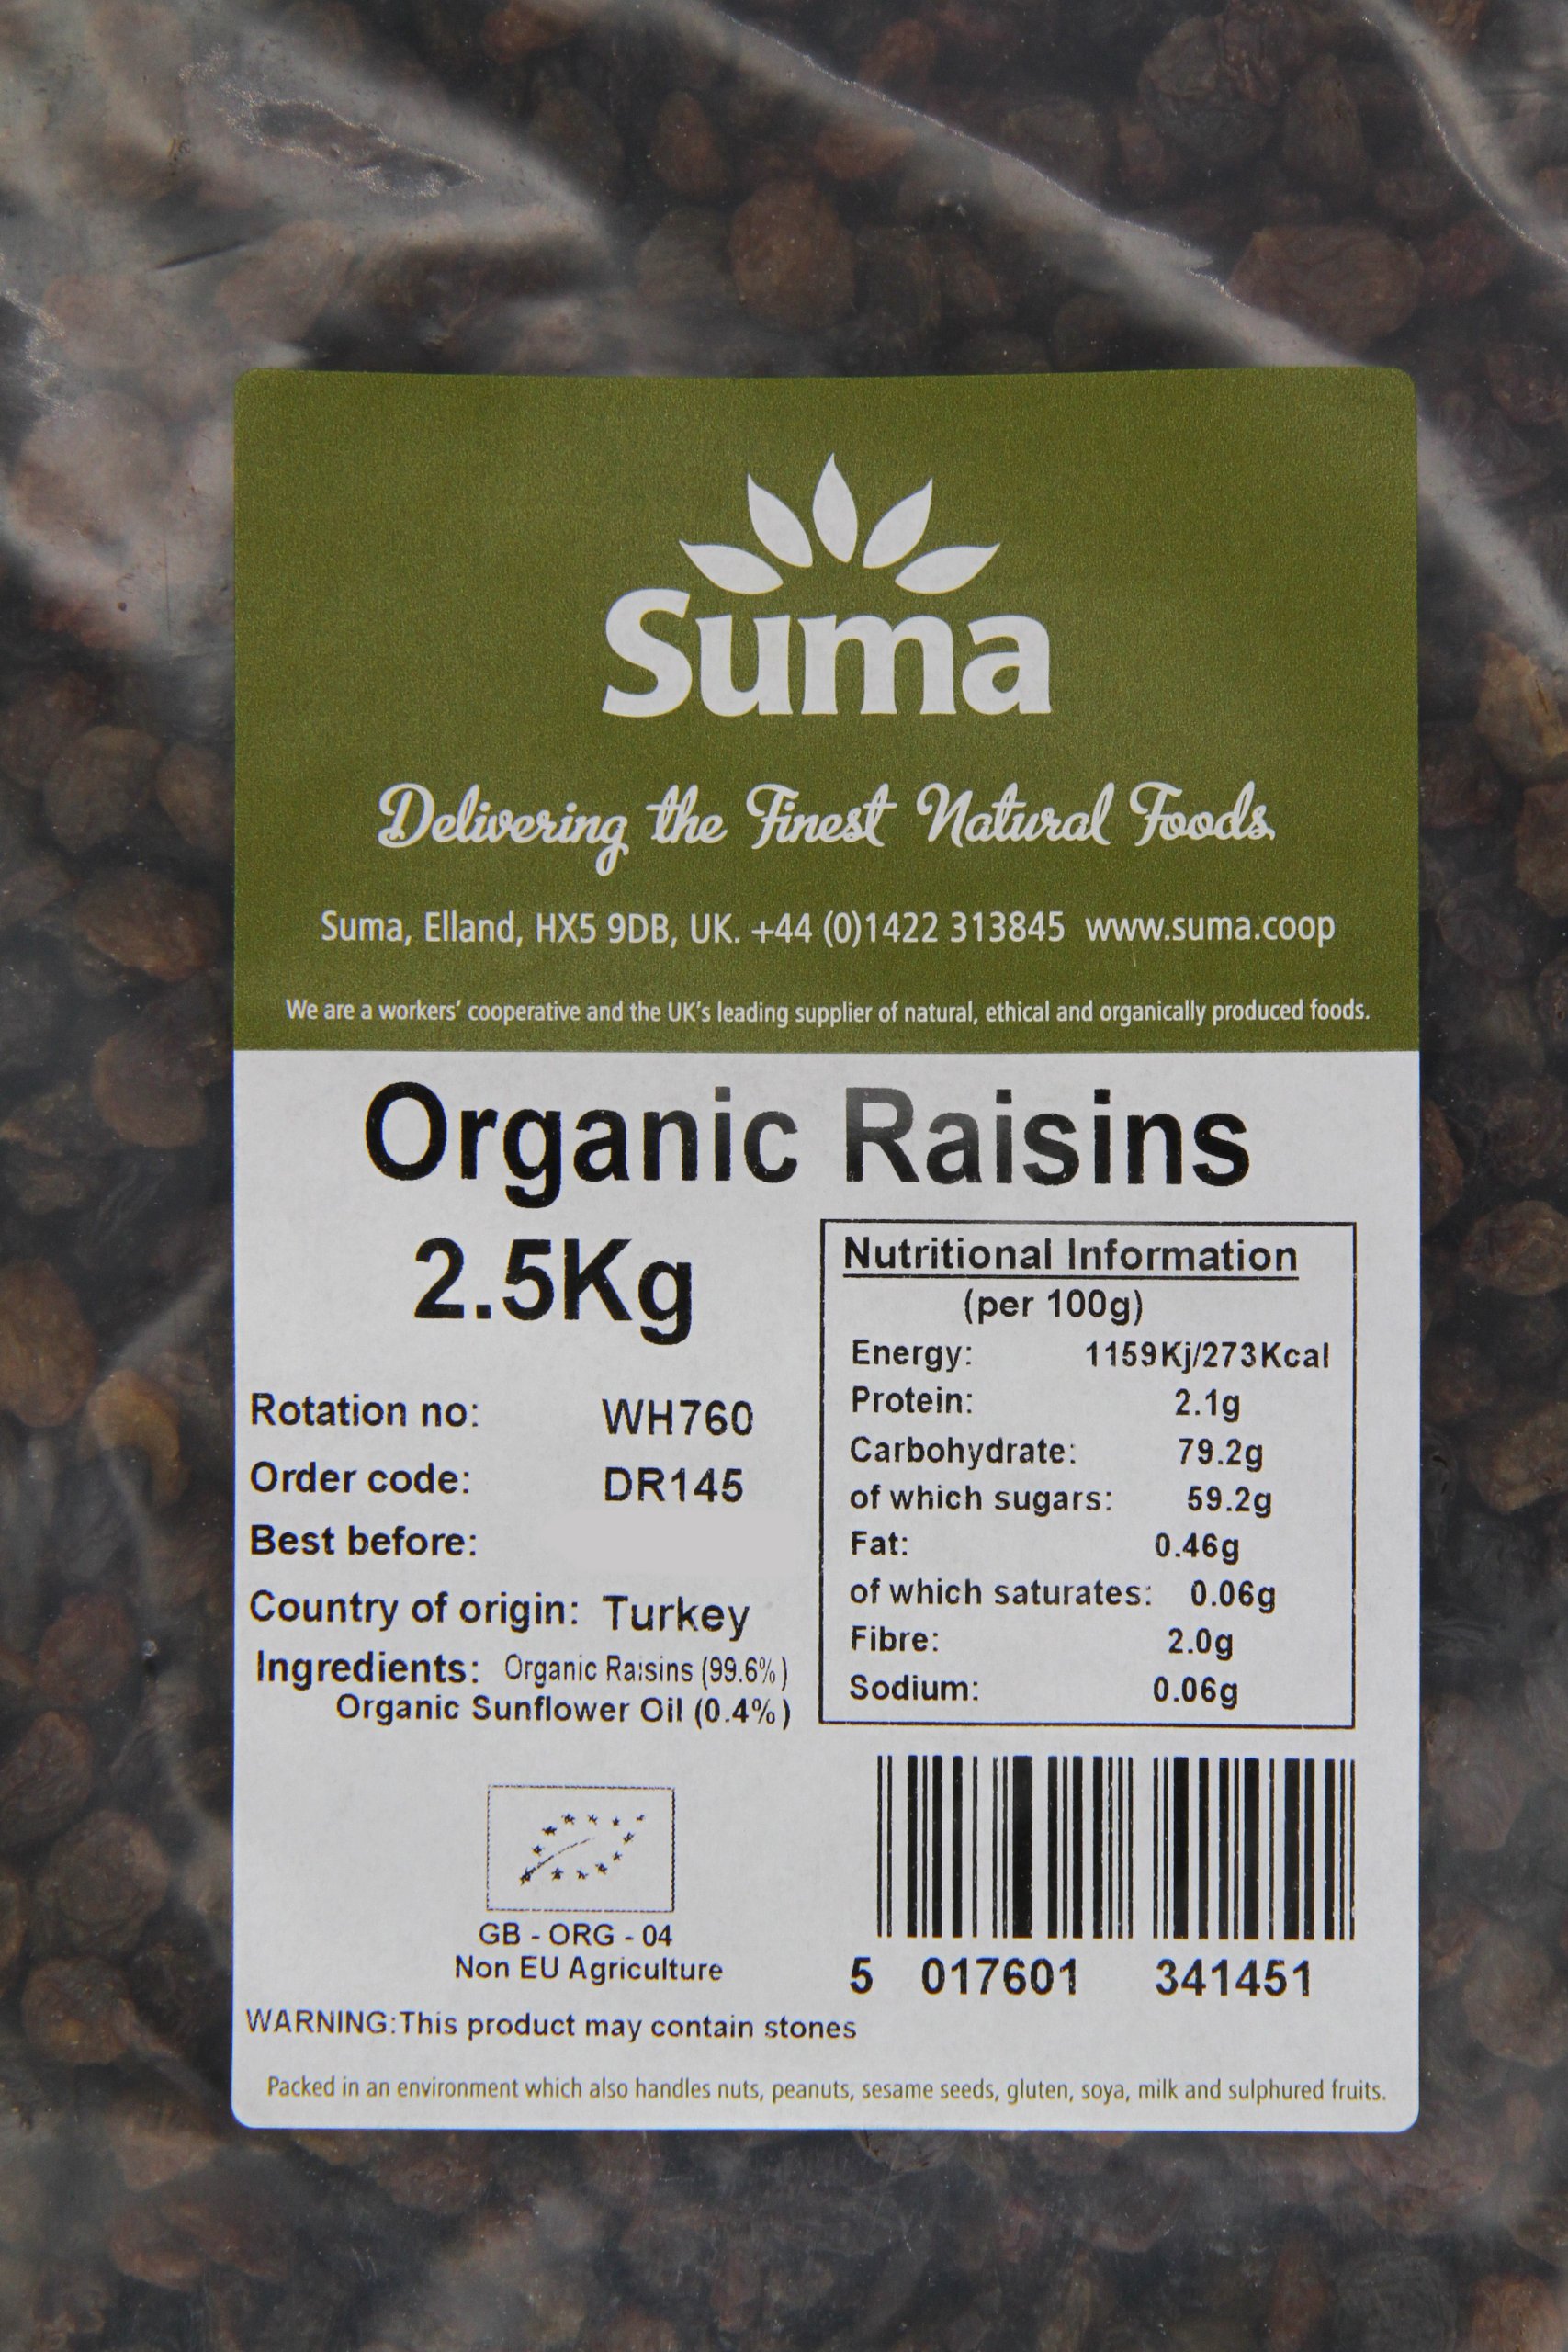 Suma
Delivering the Finest Natural Foods
Suma, Elland, HX5 9DB, UK. +44 (0)1422 313845 www.suma.coop
We are a workers' cooperative and the UK's leading supplier of natural, ethical and organically produced foods.
Organic Raisins
2.5Kg
Rotation no: WH760
Order code: DR145
Best before:
Country of origin: Turkey
Ingredients: Organic Raisins (99.6%)
Organic Sunflower Oil (0.4%)
Nutritional Information
(per 100g)
Energy: 1159Kj/273Kcal
Protein: 2.1g
Carbohydrate: 79.2g
of which sugars: 59.2g
Fat: 0.46g
of which saturates: 0.06g
Fibre: 2.0g
Sodium: 0.06g
GB - ORG - 04
Non EU Agriculture
5 017601 341451
WARNING:This product may contain stones
Packed in an environment which also handles nuts, peanuts, sesame seeds, gluten, soya, milk and sulphured fruits.